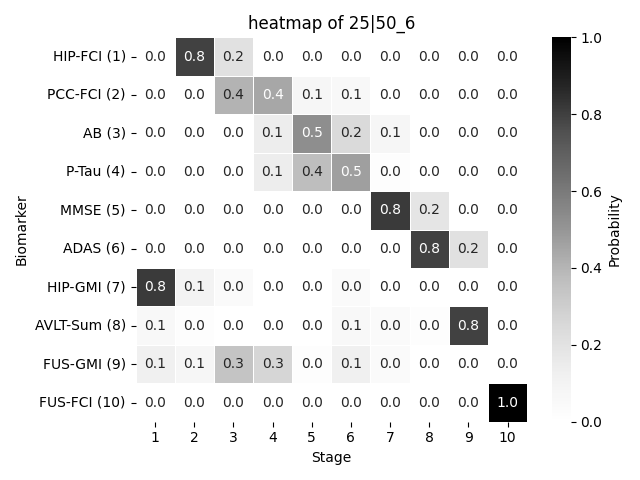 heatmap of 25|50_6
HIP-FCI (1) 0.0 0.8 0.2 0.0 0.0 0.0 0.0 0.0 0.0 0.0
PCC-FCI (2) 0.0 0.0 0.4 0.4 0.1 0.1 0.0 0.0 0.0 0.0
AB (3) 0.0 0.0 0.0 0.1 0.5 0.2 0.1 0.0 0.0 0.0
P-Tau (4) 0.0 0.0 0.0 0.1 0.4 0.5 0.0 0.0 0.0 0.0
MMSE (5) 0.0 0.0 0.0 0.0 0.0 0.0 0.8 0.2 0.0 0.0
ADAS (6) 0.0 0.0 0.0 0.0 0.0 0.0 0.0 0.8 0.2 0.0
HIP-GMI (7) 0.8 0.1 0.0 0.0 0.0 0.0 0.0 0.0 0.0 0.0
AVLT-Sum (8) 0.1 0.0 0.0 0.0 0.0 0.1 0.0 0.0 0.8 0.0
FUS-GMI (9) 0.1 0.1 0.3 0.3 0.0 0.1 0.0 0.0 0.0 0.0
FUS-FCI (10) 0.0 0.0 0.0 0.0 0.0 0.0 0.0 0.0 0.0 1.0
1 2 3 4 5 6 7 8 9 10
Stage
Biomarker
1.0
0.8
0.6
0.4
0.2
0.0
Probability